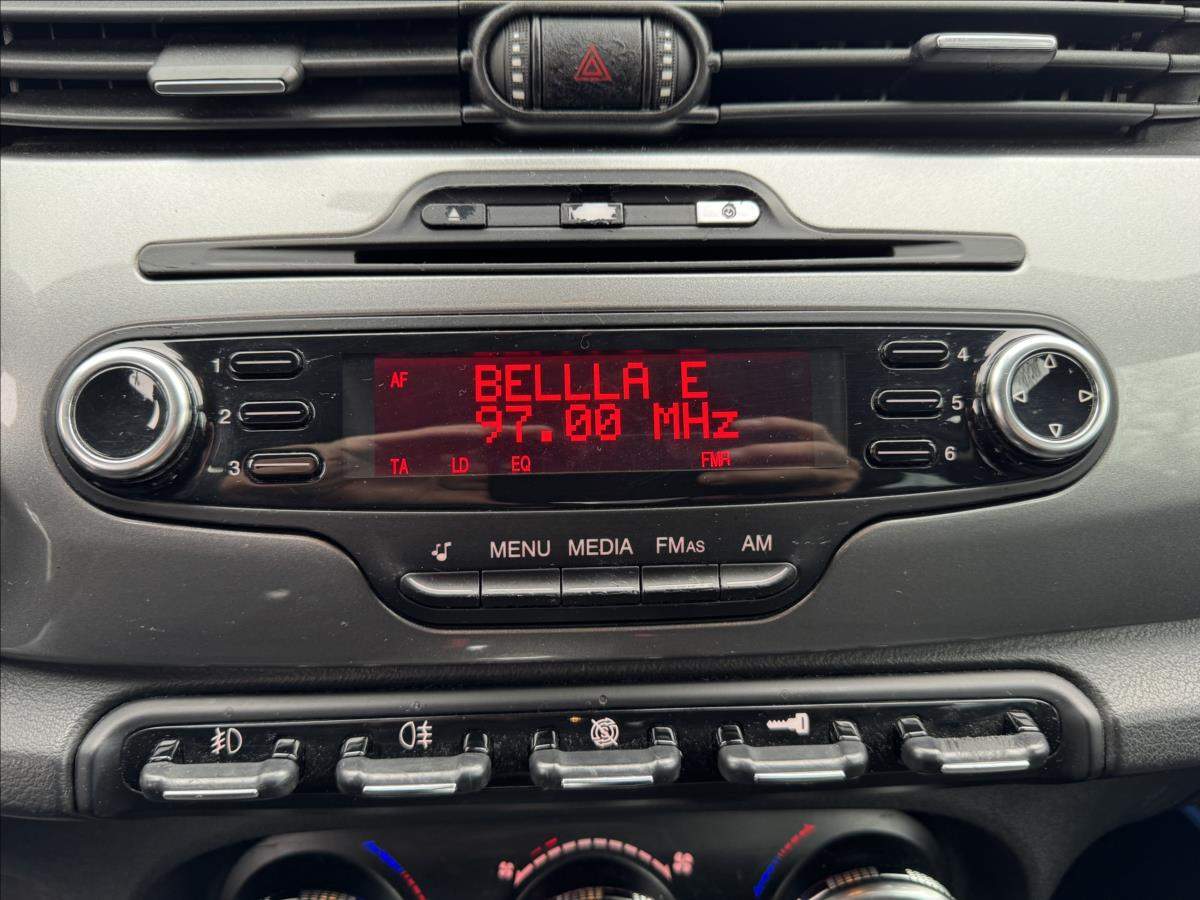 1
2
3
AF
BELLLA E
97.00 MHz
TA LD EQ FMA
4
5
6
MENU MEDIA FMAS AM